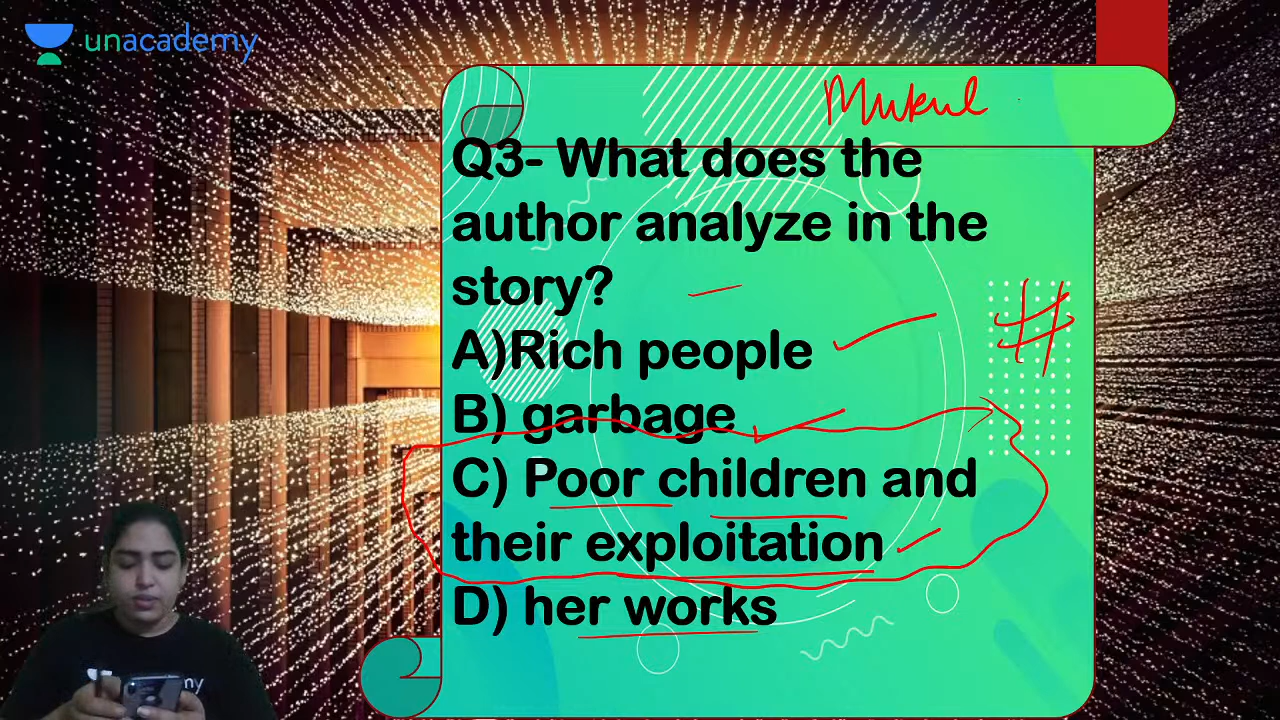 unacademy
Mukul
Q3- What does the
author analyze in the
story?
A)Rich people
B) garbage
C) Poor children and
their exploitation
D) her works
#